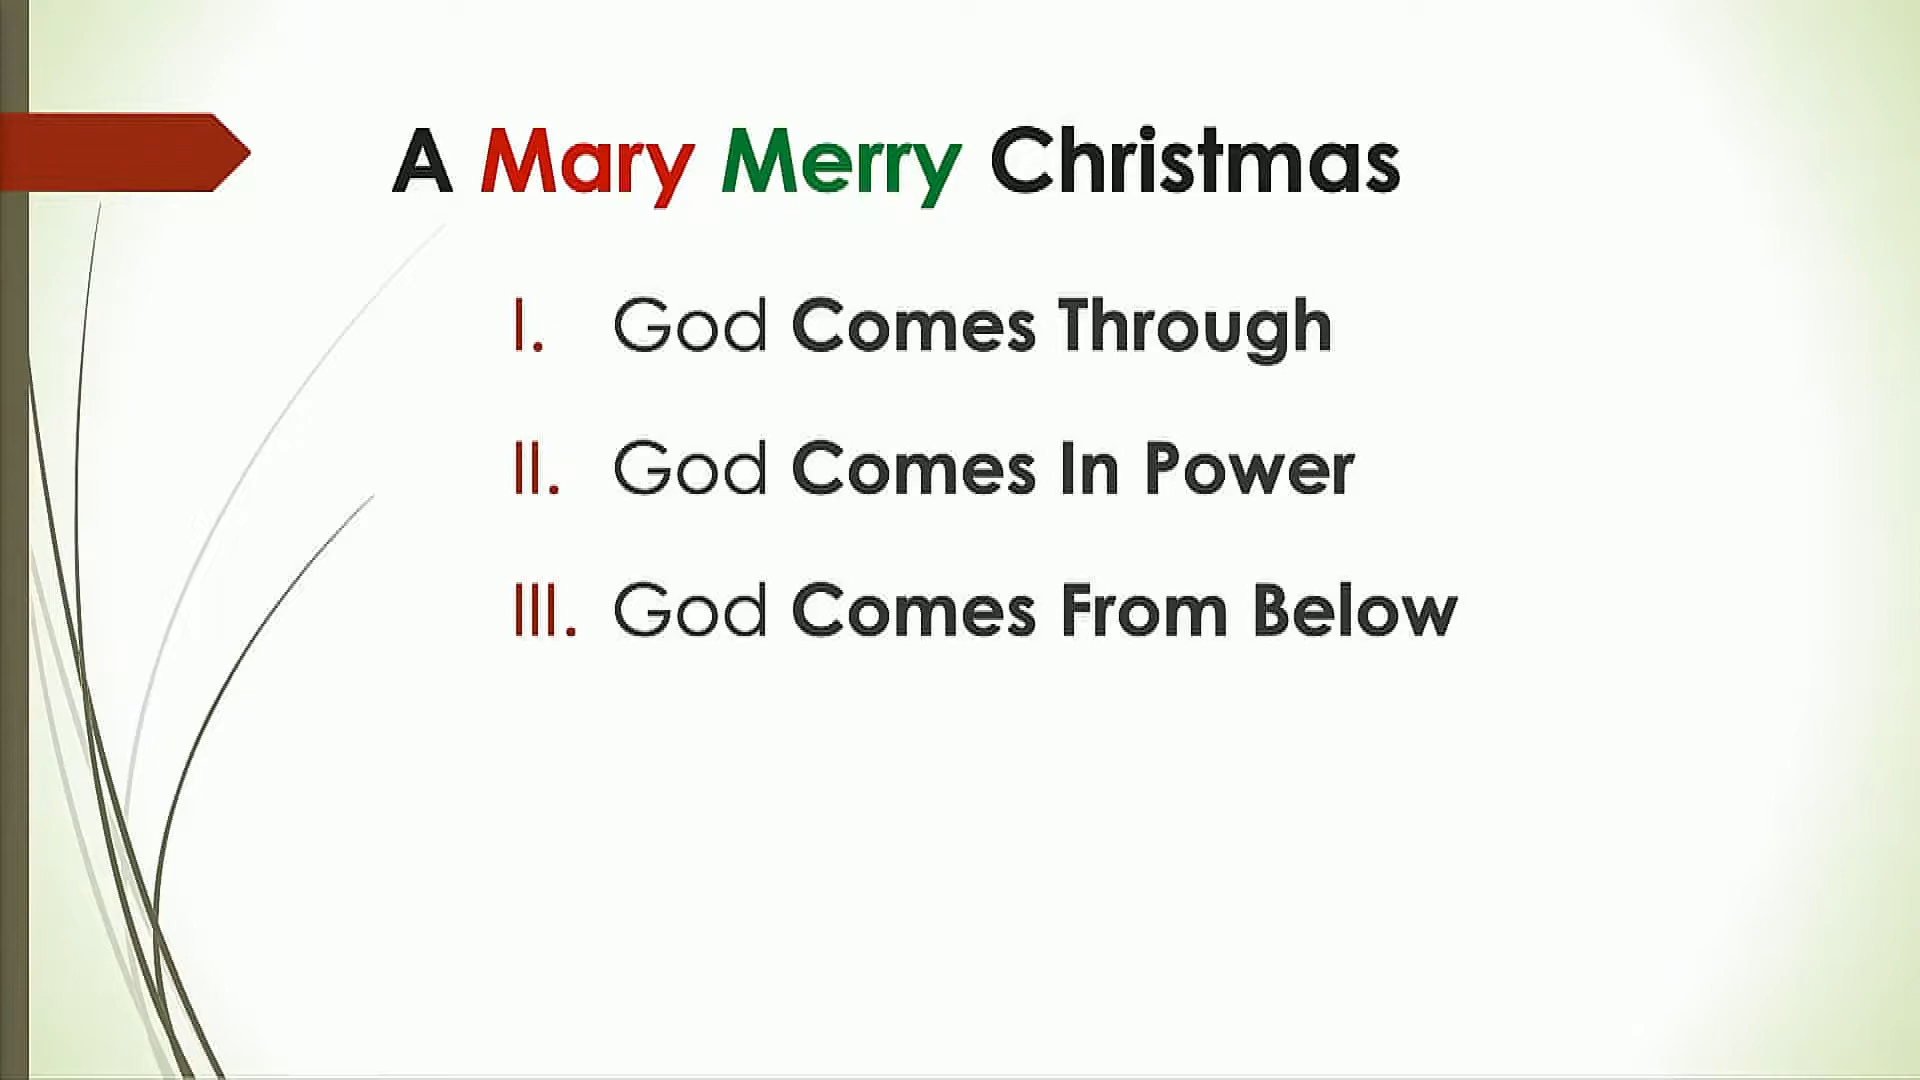 A Mary Merry Christmas
I. God Comes Through
II. God Comes In Power
III. God Comes From Below